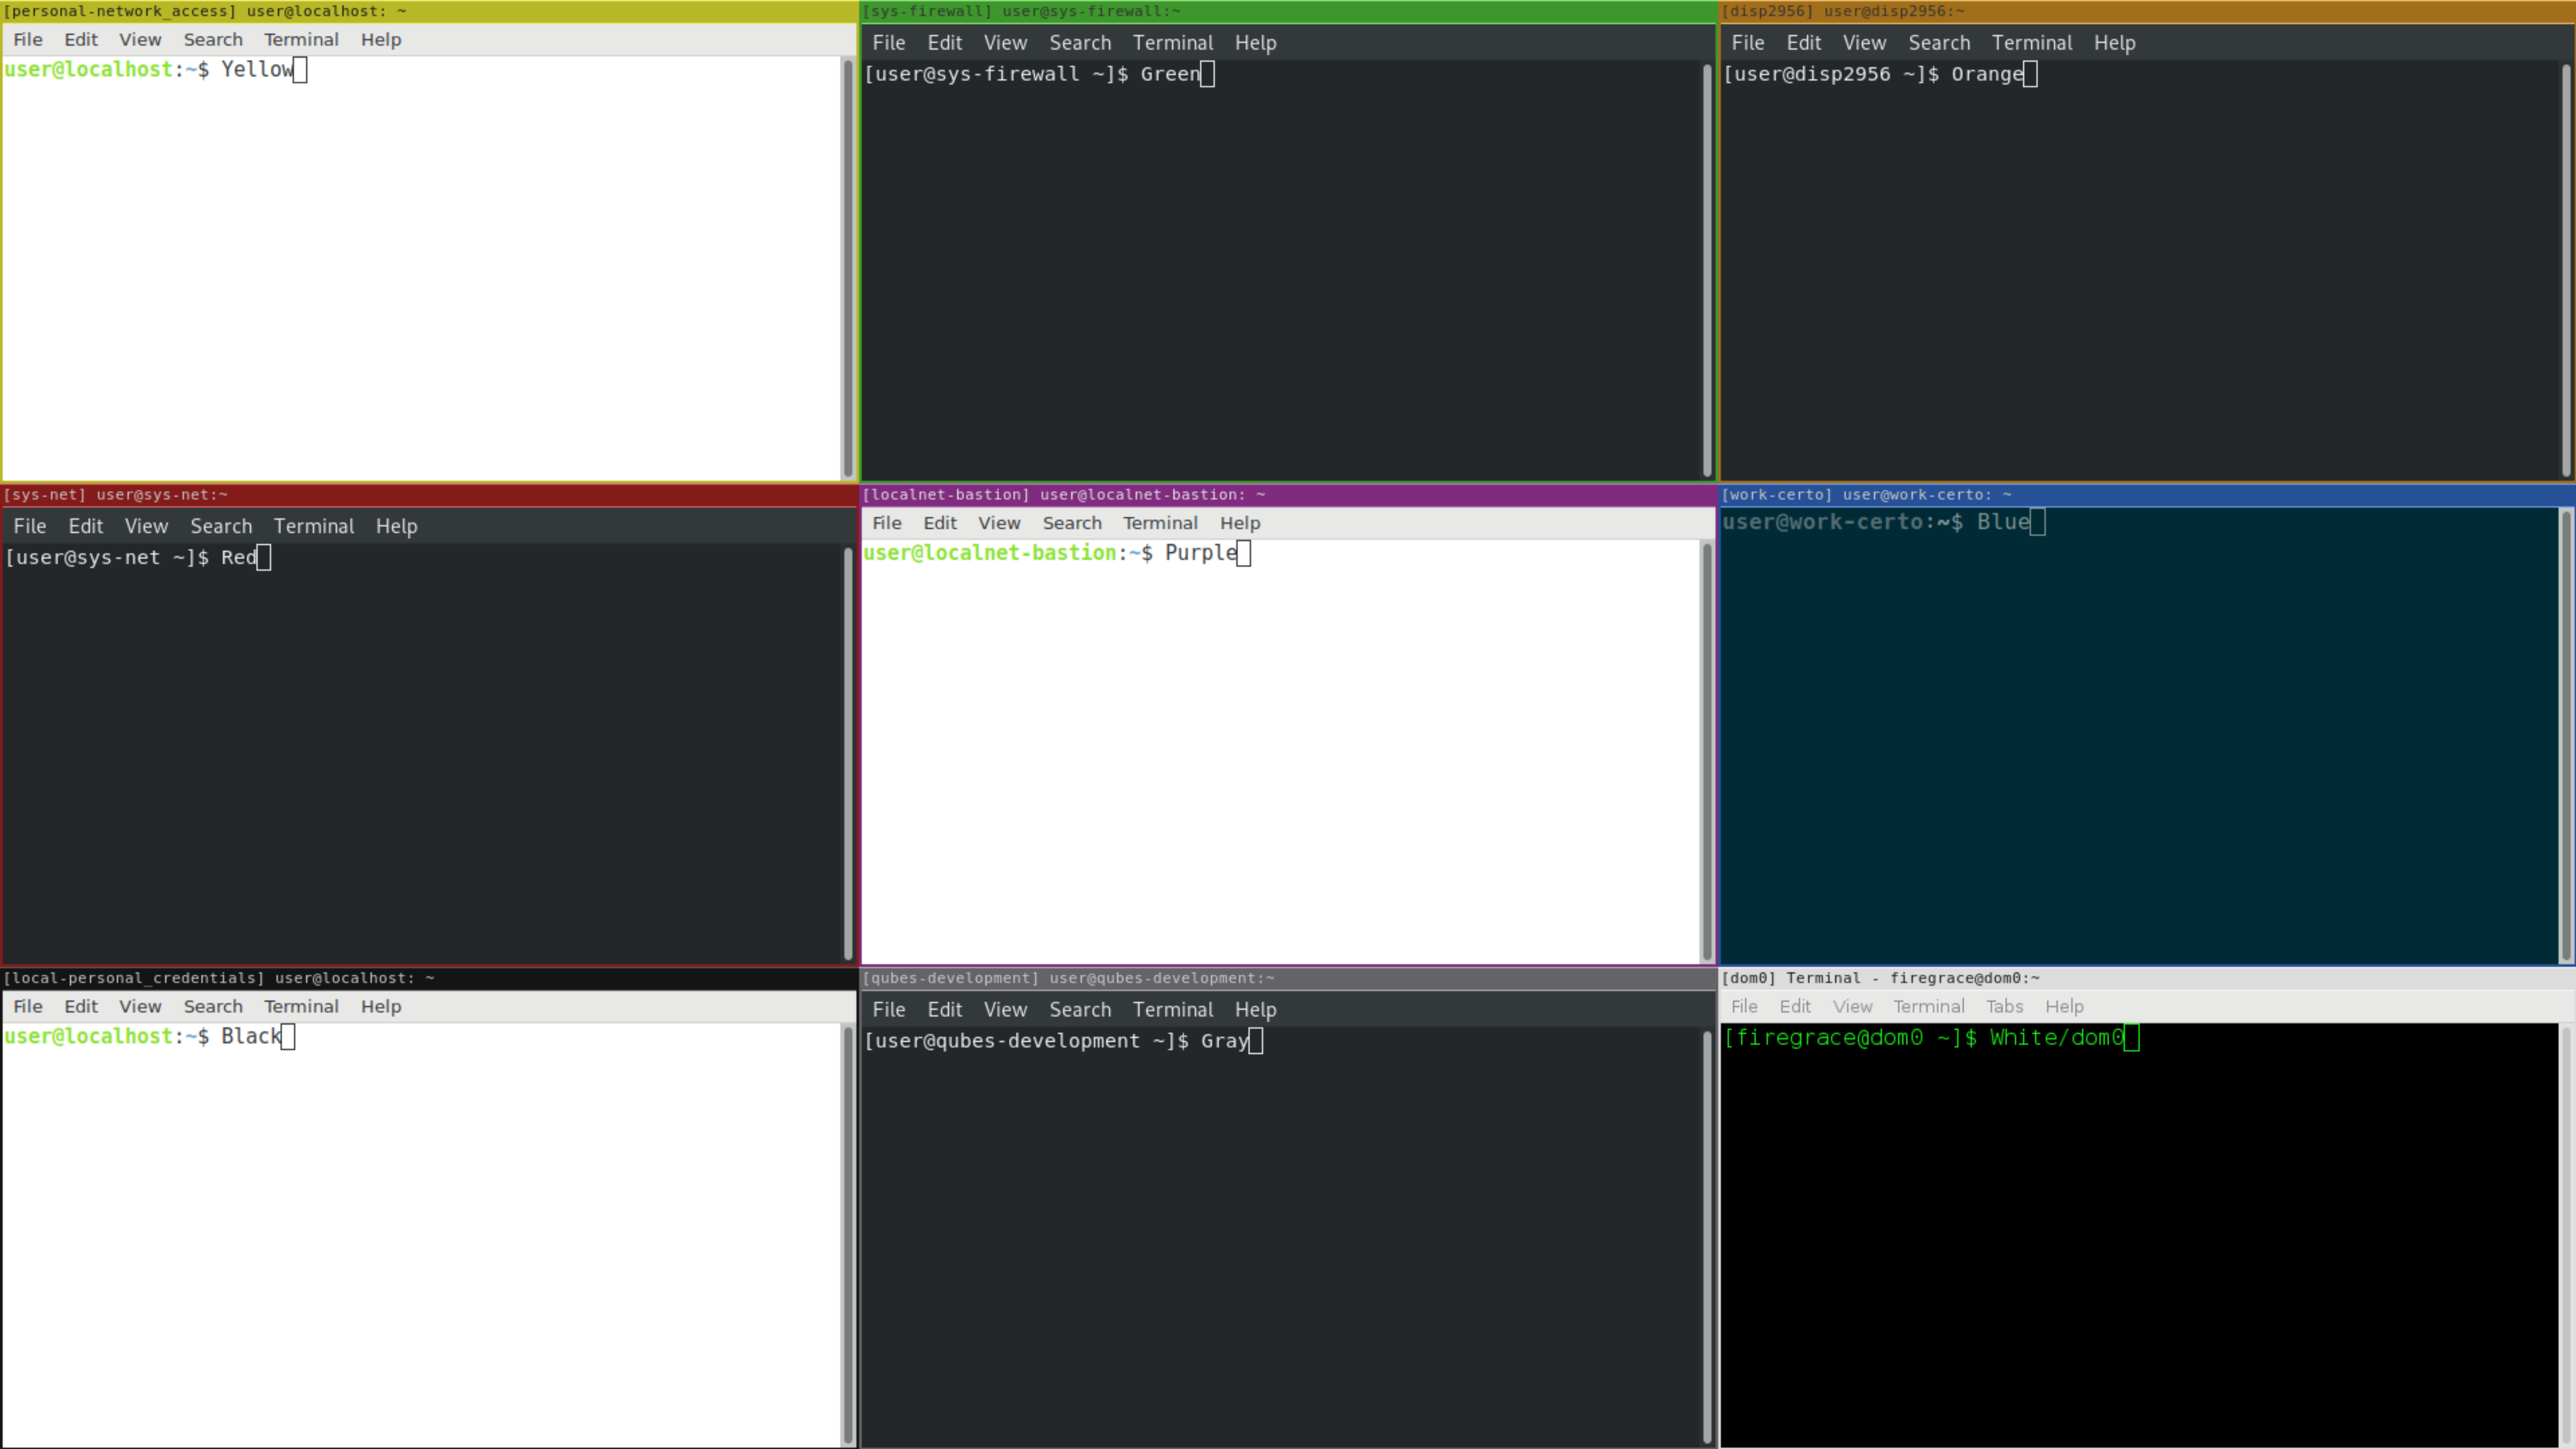 [personal-network_access] user@localhost: ~
File Edit View Search Terminal Help
user@localhost:~$ Yellow
[sys-firewall] user@sys-firewall:~
File Edit View Search Terminal Help
[user@sys-firewall ~]$ Green
[disp2956] user@disp2956:~
File Edit View Search Terminal Help
[user@disp2956 ~]$ Orange
[sys-net] user@sys-net:~
File Edit View Search Terminal Help
[user@sys-net ~]$ Red
[localnet-bastion] user@localnet-bastion: ~
File Edit View Search Terminal Help
user@localnet-bastion:~$ Purple
[work-certo] user@work-certo: ~
user@work-certo:~$ Blue
[local-personal_credentials] user@localhost: ~
File Edit View Search Terminal Help
user@localhost:~$ Black
[qubes-development] user@qubes-development:~
File Edit View Search Terminal Help
[user@qubes-development ~]$ Gray
[dom0] Terminal - firegrace@dom0:~
File Edit View Terminal Tabs Help
[firegrace@dom0 ~]$ White/dom0